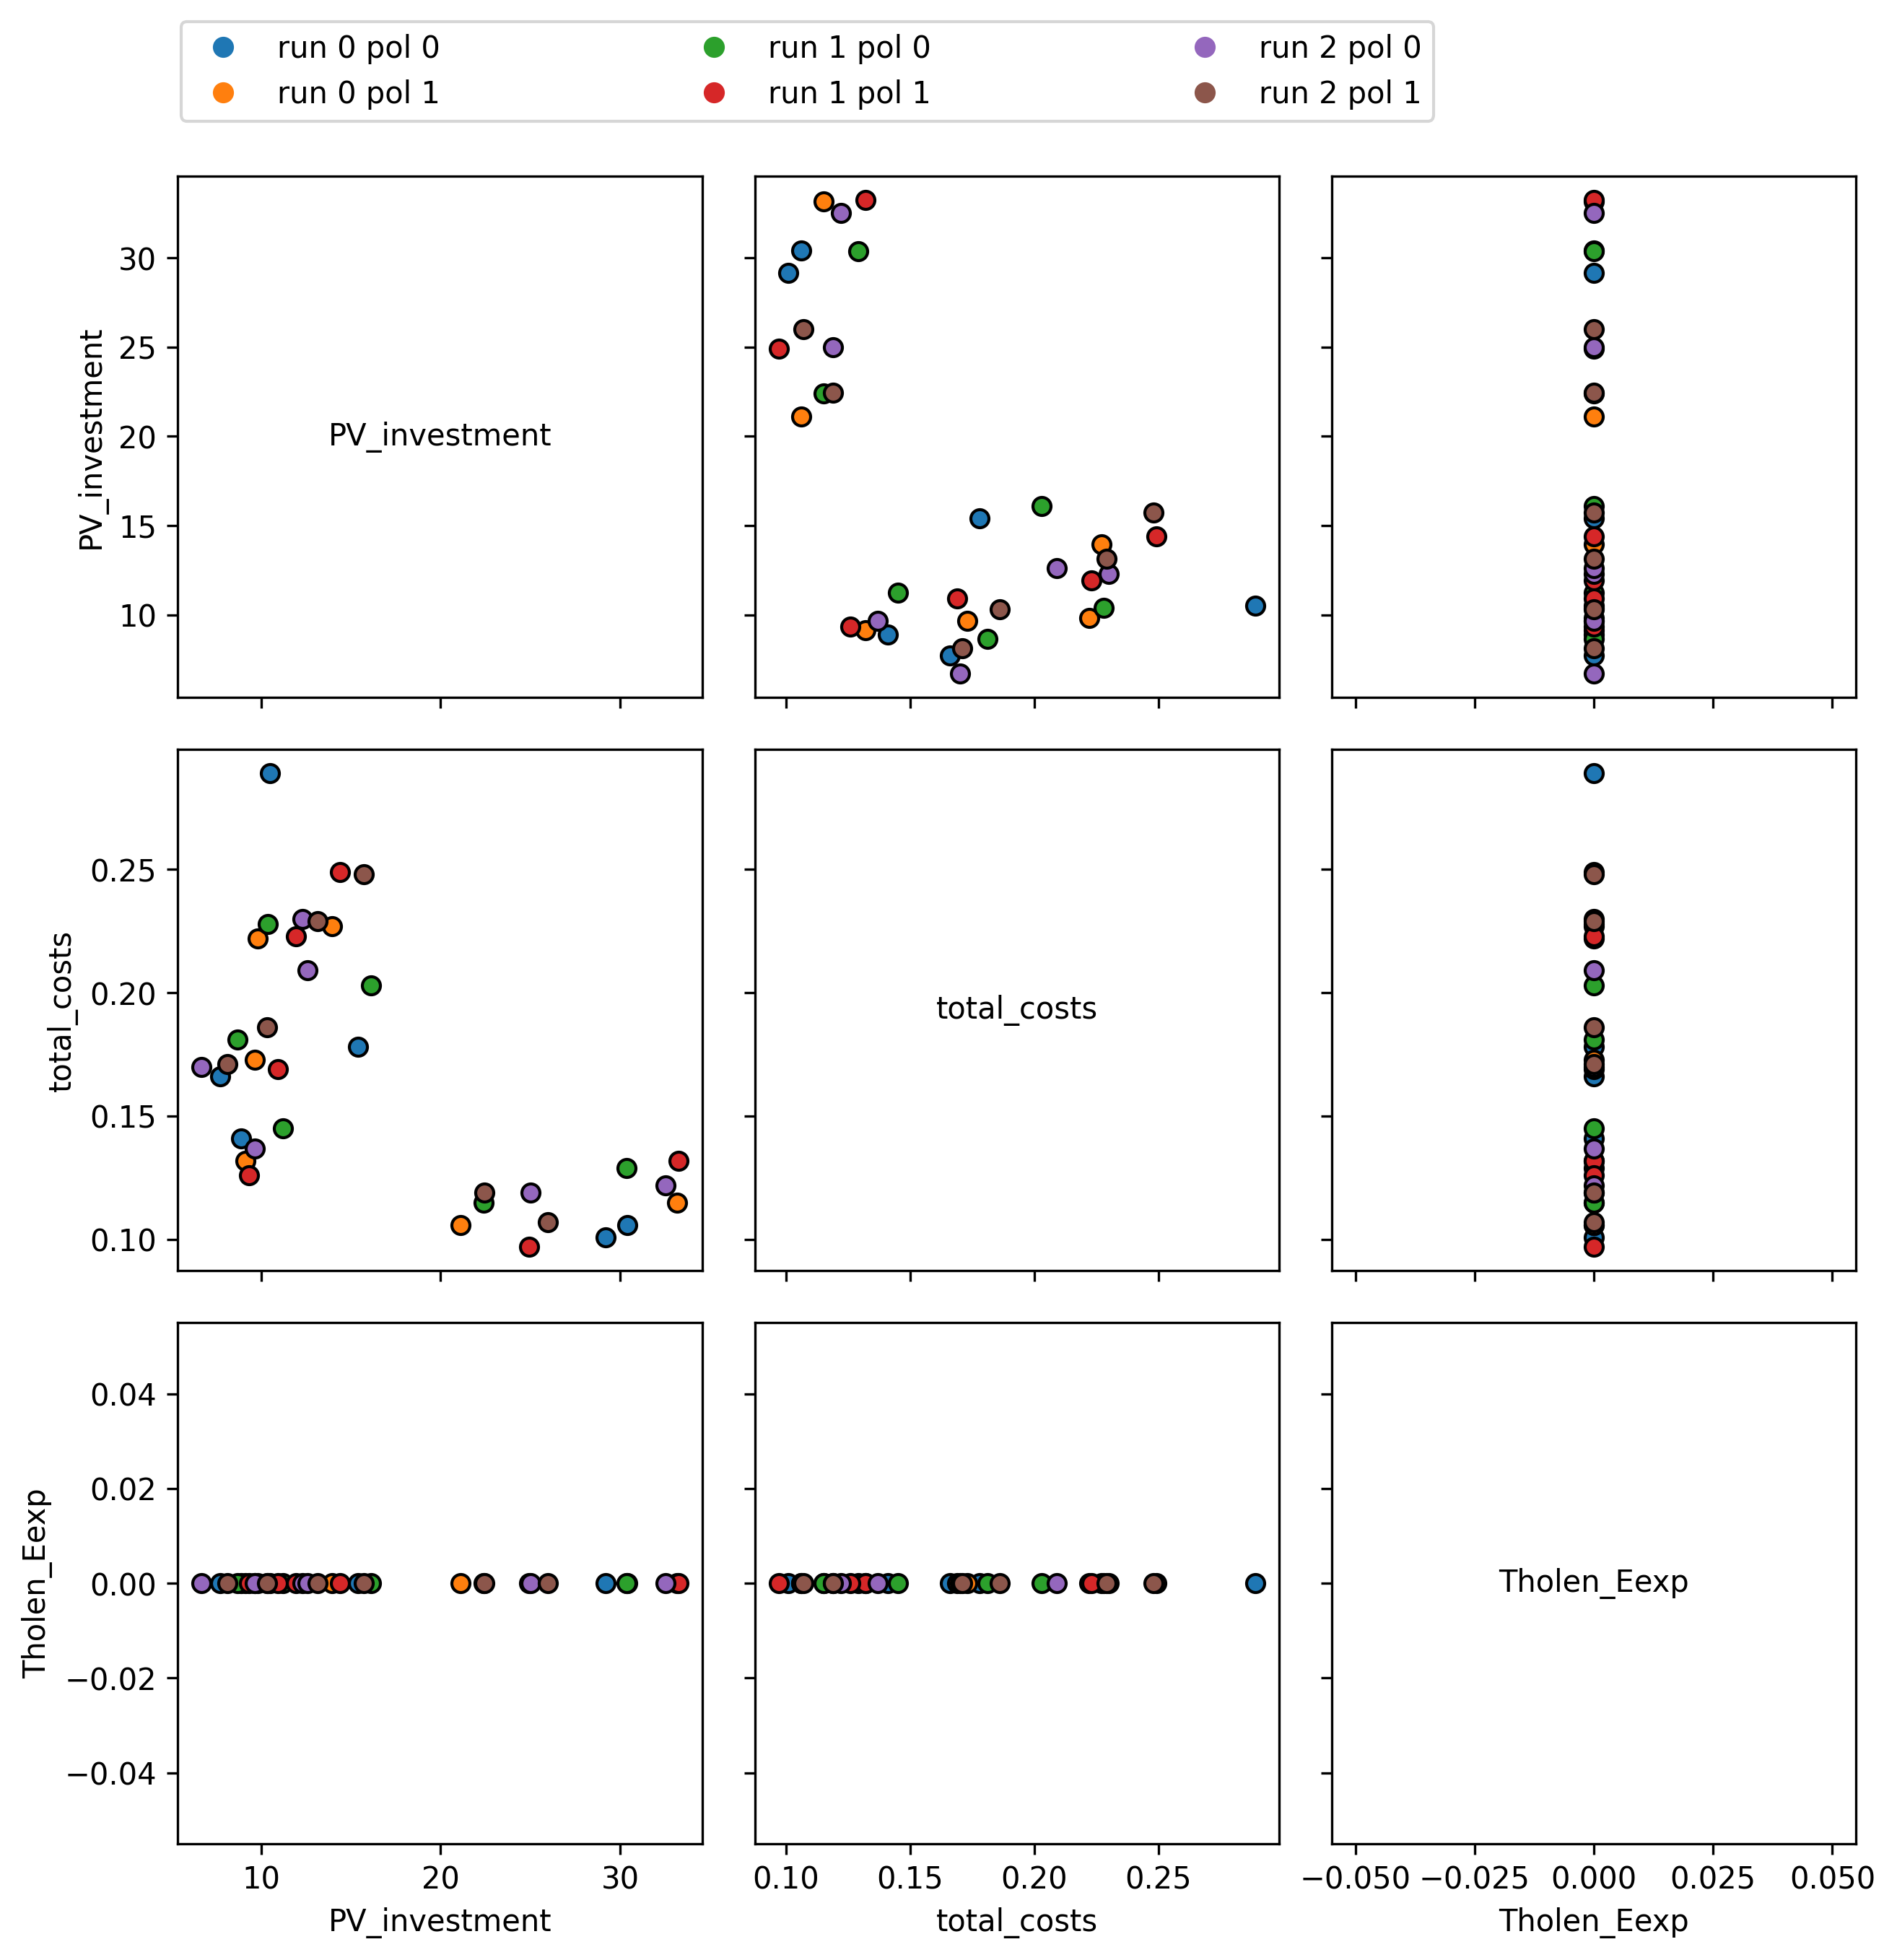 run 0 pol 0 run 1 pol 0 run 2 pol 0
run 0 pol 1 run 1 pol 1 run 2 pol 1
30
25
20
15
10
PV_investment
PV_investment
0.25
0.20
0.15
0.10
total_costs
total_costs
0.04
0.02
0.00
−0.02
−0.04
Tholen_Eexp
Tholen_Eexp
10 20 30
0.10 0.15 0.20 0.25
−0.050 −0.025 0.000 0.025 0.050
PV_investment total_costs Tholen_Eexp